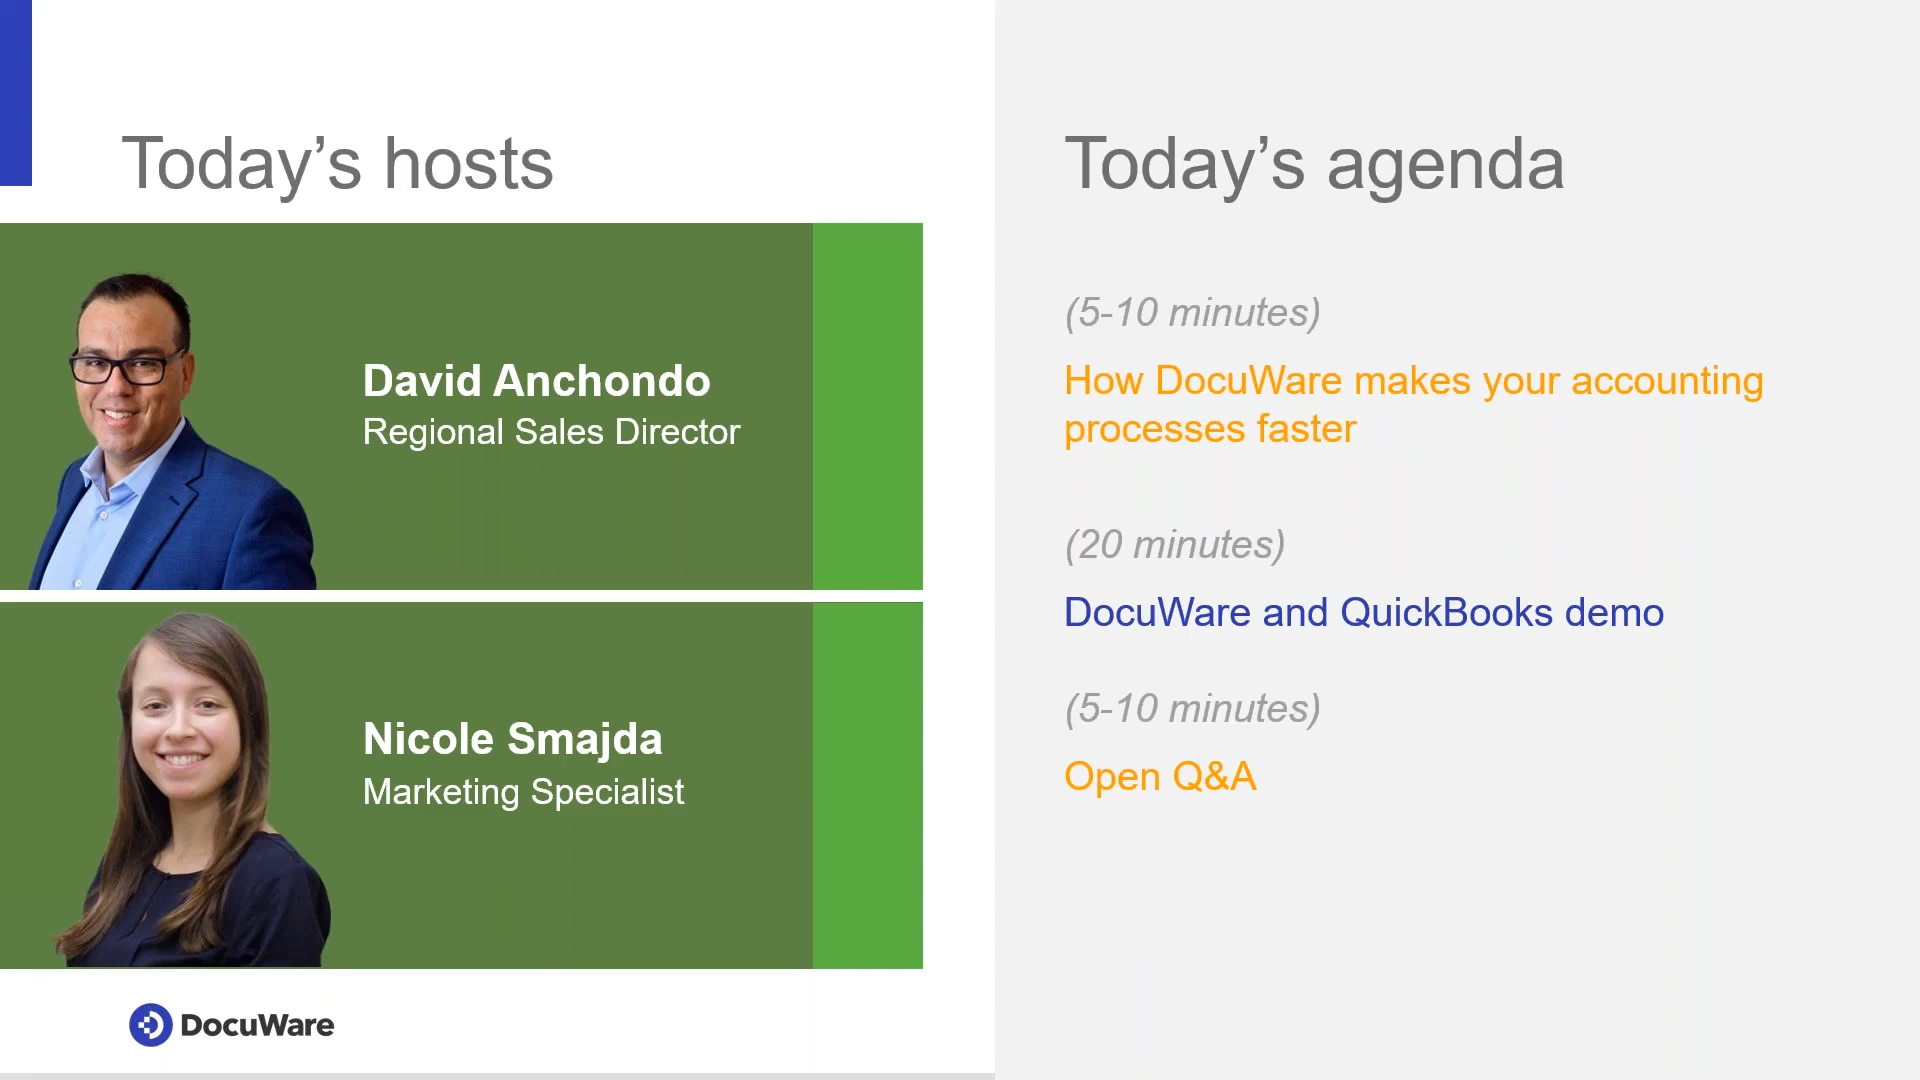 Today’s hosts
David Anchondo
Regional Sales Director
Nicole Smajda
Marketing Specialist
DocuWare
Today’s agenda
(5-10 minutes)
How DocuWare makes your accounting
processes faster
(20 minutes)
DocuWare and QuickBooks demo
(5-10 minutes)
Open Q&A